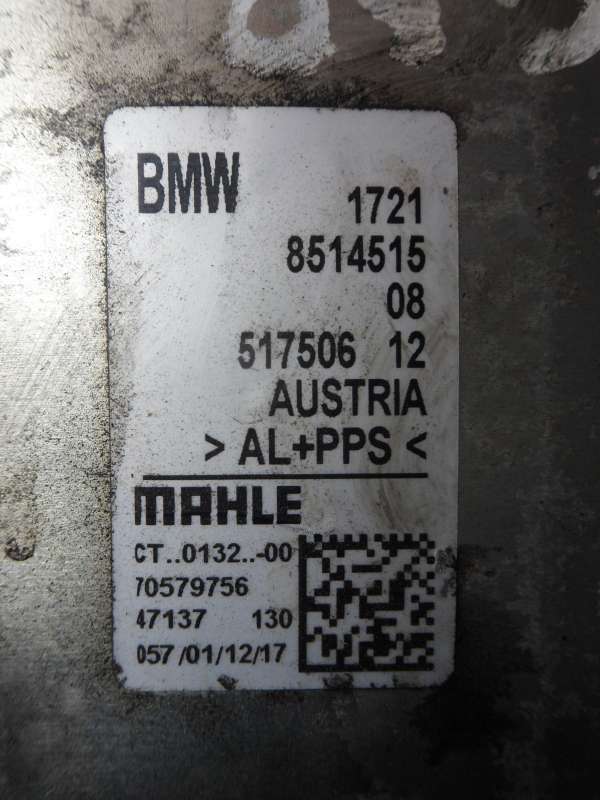 BMW 1721
8514515
08
517506 12
AUSTRIA
> AL+PPS <
MAHLE
CT..0132..-00
70579756
47137 130
057/01/12/17